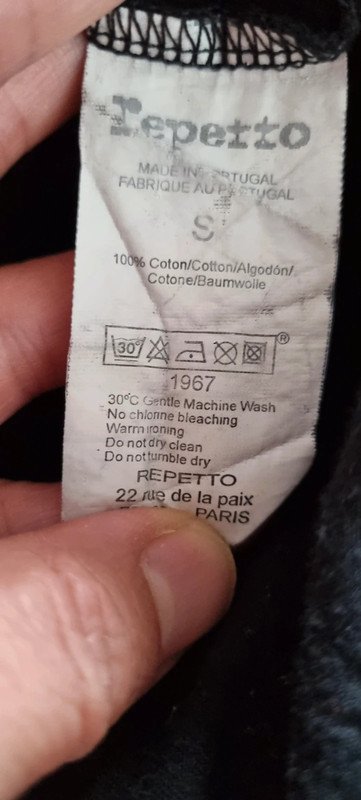 repetto
MADE IN PORTUGAL
FABRIQUE AU PORTUGAL
S
100% Coton/Cotton/Algodón/
Cotone/Baumwolle
30°
®
1967
30°C Gentle Machine Wash
No chlorine bleaching
Warm ironing
Do not dry clean
Do not tumble dry
REPETTO
22 rue de la paix
PARIS